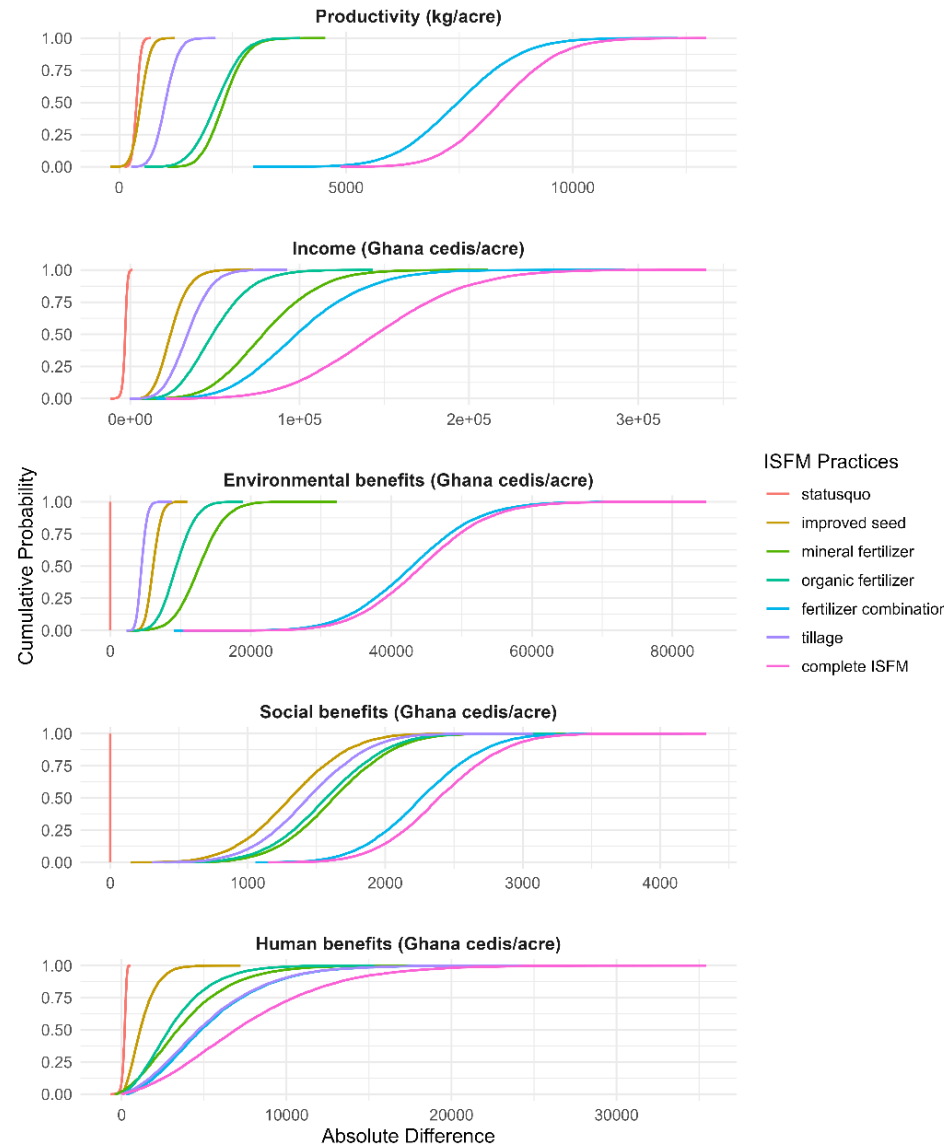 Productivity (kg/acre)
1.00
0.75
0.50
0.25
0.00
0 5000 10000
Income (Ghana cedis/acre)
1.00
0.75
0.50
0.25
0.00
0e+00 1e+05 2e+05 3e+05
Cumulative Probability
Environmental benefits (Ghana cedis/acre)
1.00
0.75
0.50
0.25
0.00
0 20000 40000 60000 80000
Social benefits (Ghana cedis/acre)
1.00
0.75
0.50
0.25
0.00
0 1000 2000 3000 4000
Human benefits (Ghana cedis/acre)
1.00
0.75
0.50
0.25
0.00
0 10000 20000 30000
Absolute Difference
ISFM Practices
statusquo
improved seed
mineral fertilizer
organic fertilizer
fertilizer combination
tillage
complete ISFM